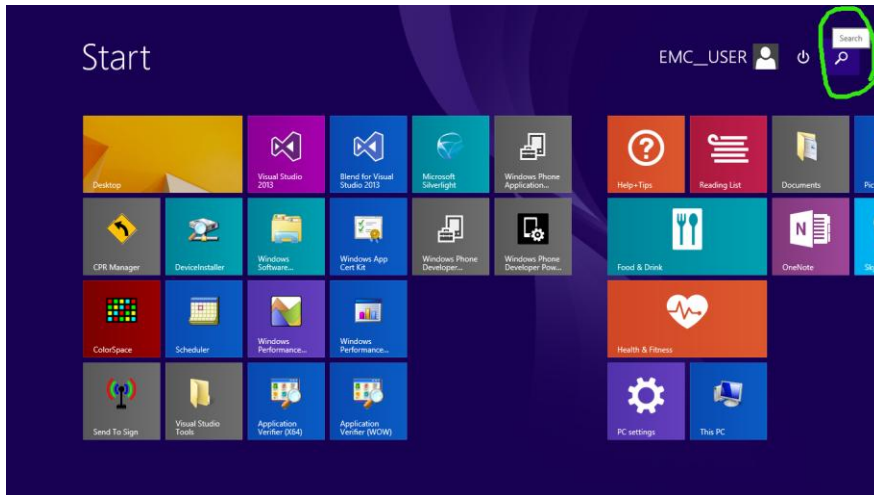 Search
Start
EMC__USER
Desktop
Visual Studio
2013
Blend for Visual
Studio 2013
Microsoft
Silverlight
Windows Phone
Application...
Help+Tips
Reading List
Documents
Pic
CPR Manager
DeviceInstaller
Windows
Software...
Windows App
Cert Kit
Windows Phone
Developer...
Windows Phone
Developer Pow...
Food & Drink
OneNote
ColorSpace
Scheduler
Windows
Performance...
Windows
Performance...
Health & Fitness
Send To Sign
Visual Studio
Tools
Application
Verifier (X64)
Application
Verifier (WOW)
PC settings
This PC